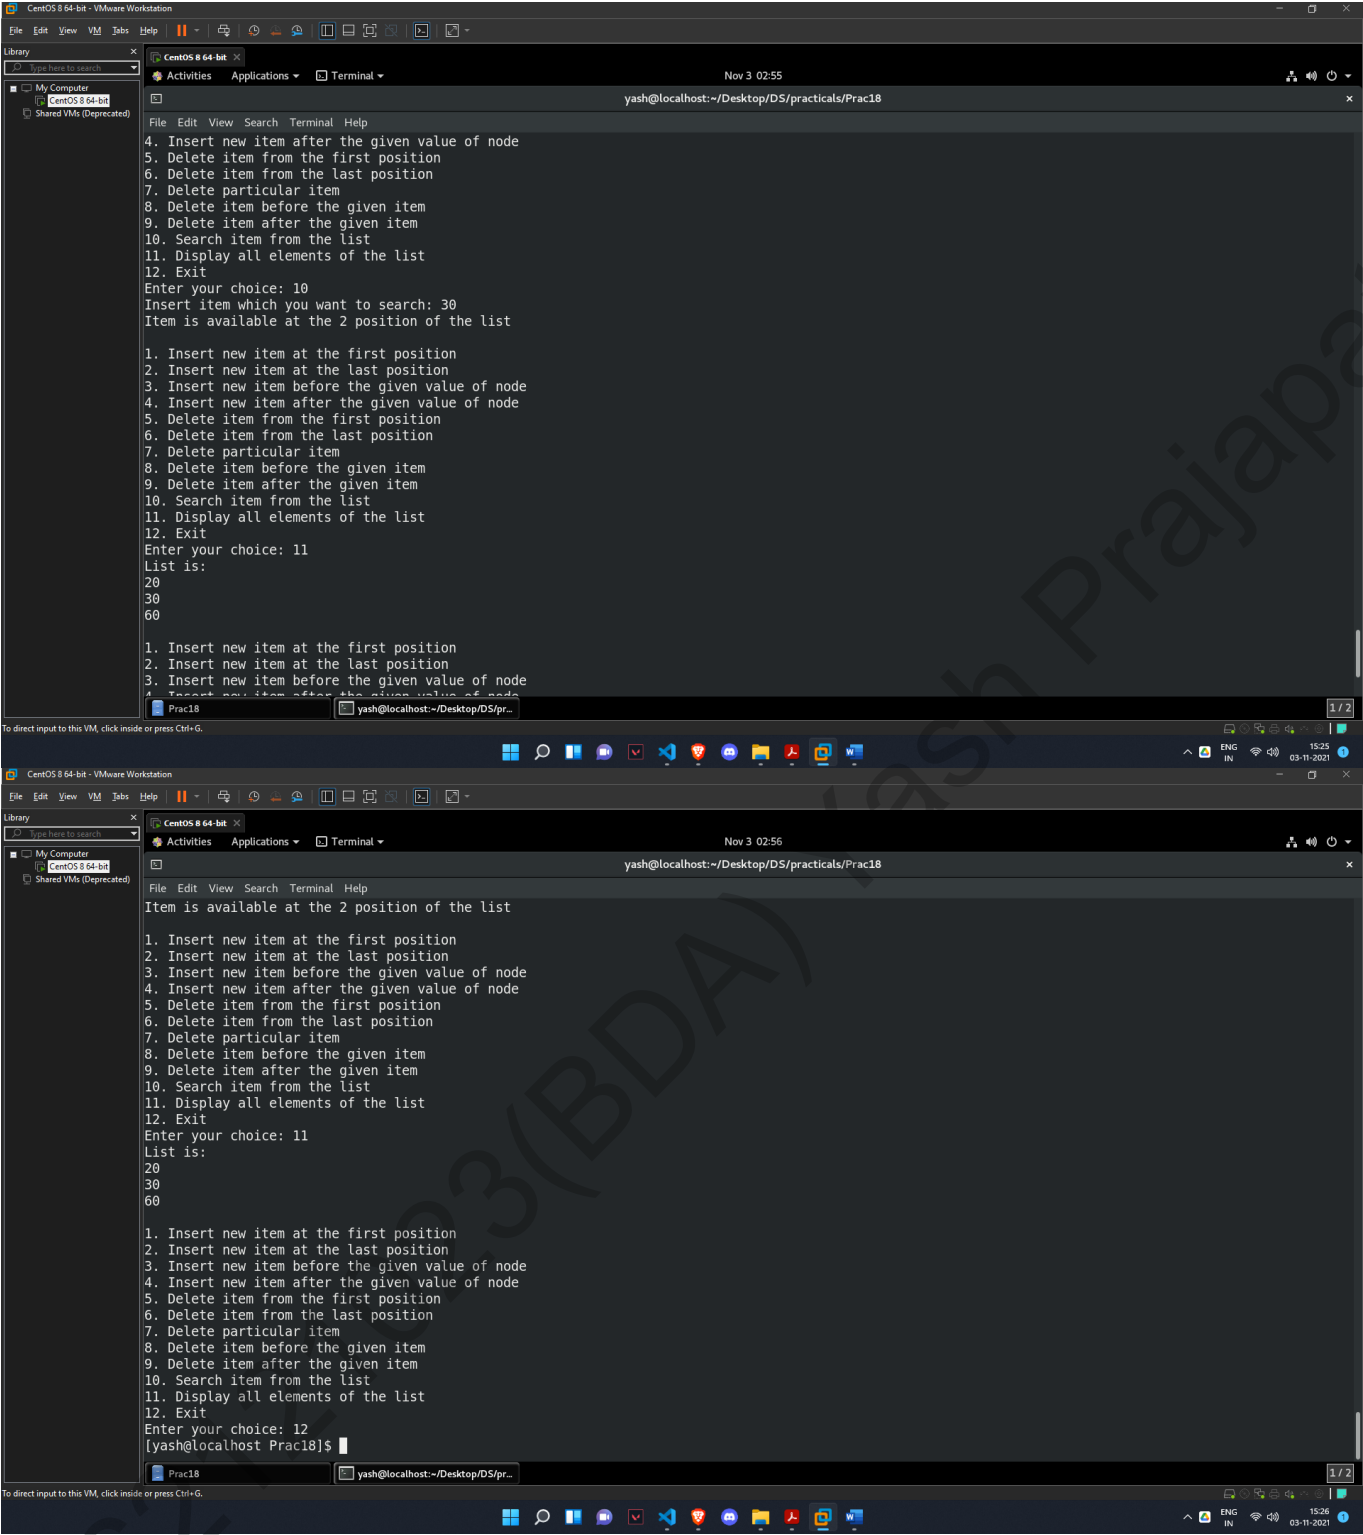 CentOS 8 64-bit - VMware Workstation
File Edit View VM Tabs Help
Library
Type here to search
My Computer
CentOS 8 64-bit
Shared VMs (Deprecated)
CentOS 8 64-bit
Activities Applications Terminal Nov 3 02:55
yash@localhost:~/Desktop/DS/practicals/Prac18
File Edit View Search Terminal Help
4. Insert new item after the given value of node
5. Delete item from the first position
6. Delete item from the last position
7. Delete particular item
8. Delete item before the given item
9. Delete item after the given item
10. Search item from the list
11. Display all elements of the list
12. Exit
Enter your choice: 10
Insert item which you want to search: 30
Item is available at the 2 position of the list
1. Insert new item at the first position
2. Insert new item at the last position
3. Insert new item before the given value of node
4. Insert new item after the given value of node
5. Delete item from the first position
6. Delete item from the last position
7. Delete particular item
8. Delete item before the given item
9. Delete item after the given item
10. Search item from the list
11. Display all elements of the list
12. Exit
Enter your choice: 11
List is:
20
30
60
1. Insert new item at the first position
2. Insert new item at the last position
3. Insert new item before the given value of node
4. Insert new item after the given value of node
Prac18 yash@localhost:~/Desktop/DS/pr... 1 / 2
To direct input to this VM, click inside or press Ctrl+G.
ENG IN 15:25 03-11-2021 1
CentOS 8 64-bit - VMware Workstation
File Edit View VM Tabs Help
Library
Type here to search
My Computer
CentOS 8 64-bit
Shared VMs (Deprecated)
CentOS 8 64-bit
Activities Applications Terminal Nov 3 02:56
yash@localhost:~/Desktop/DS/practicals/Prac18
File Edit View Search Terminal Help
Item is available at the 2 position of the list
1. Insert new item at the first position
2. Insert new item at the last position
3. Insert new item before the given value of node
4. Insert new item after the given value of node
5. Delete item from the first position
6. Delete item from the last position
7. Delete particular item
8. Delete item before the given item
9. Delete item after the given item
10. Search item from the list
11. Display all elements of the list
12. Exit
Enter your choice: 11
List is:
20
30
60
1. Insert new item at the first position
2. Insert new item at the last position
3. Insert new item before the given value of node
4. Insert new item after the given value of node
5. Delete item from the first position
6. Delete item from the last position
7. Delete particular item
8. Delete item before the given item
9. Delete item after the given item
10. Search item from the list
11. Display all elements of the list
12. Exit
Enter your choice: 12
[yash@localhost Prac18]$
Prac18 yash@localhost:~/Desktop/DS/pr... 1 / 2
To direct input to this VM, click inside or press Ctrl+G.
ENG IN 15:26 03-11-2021 1
(BDA) Yash